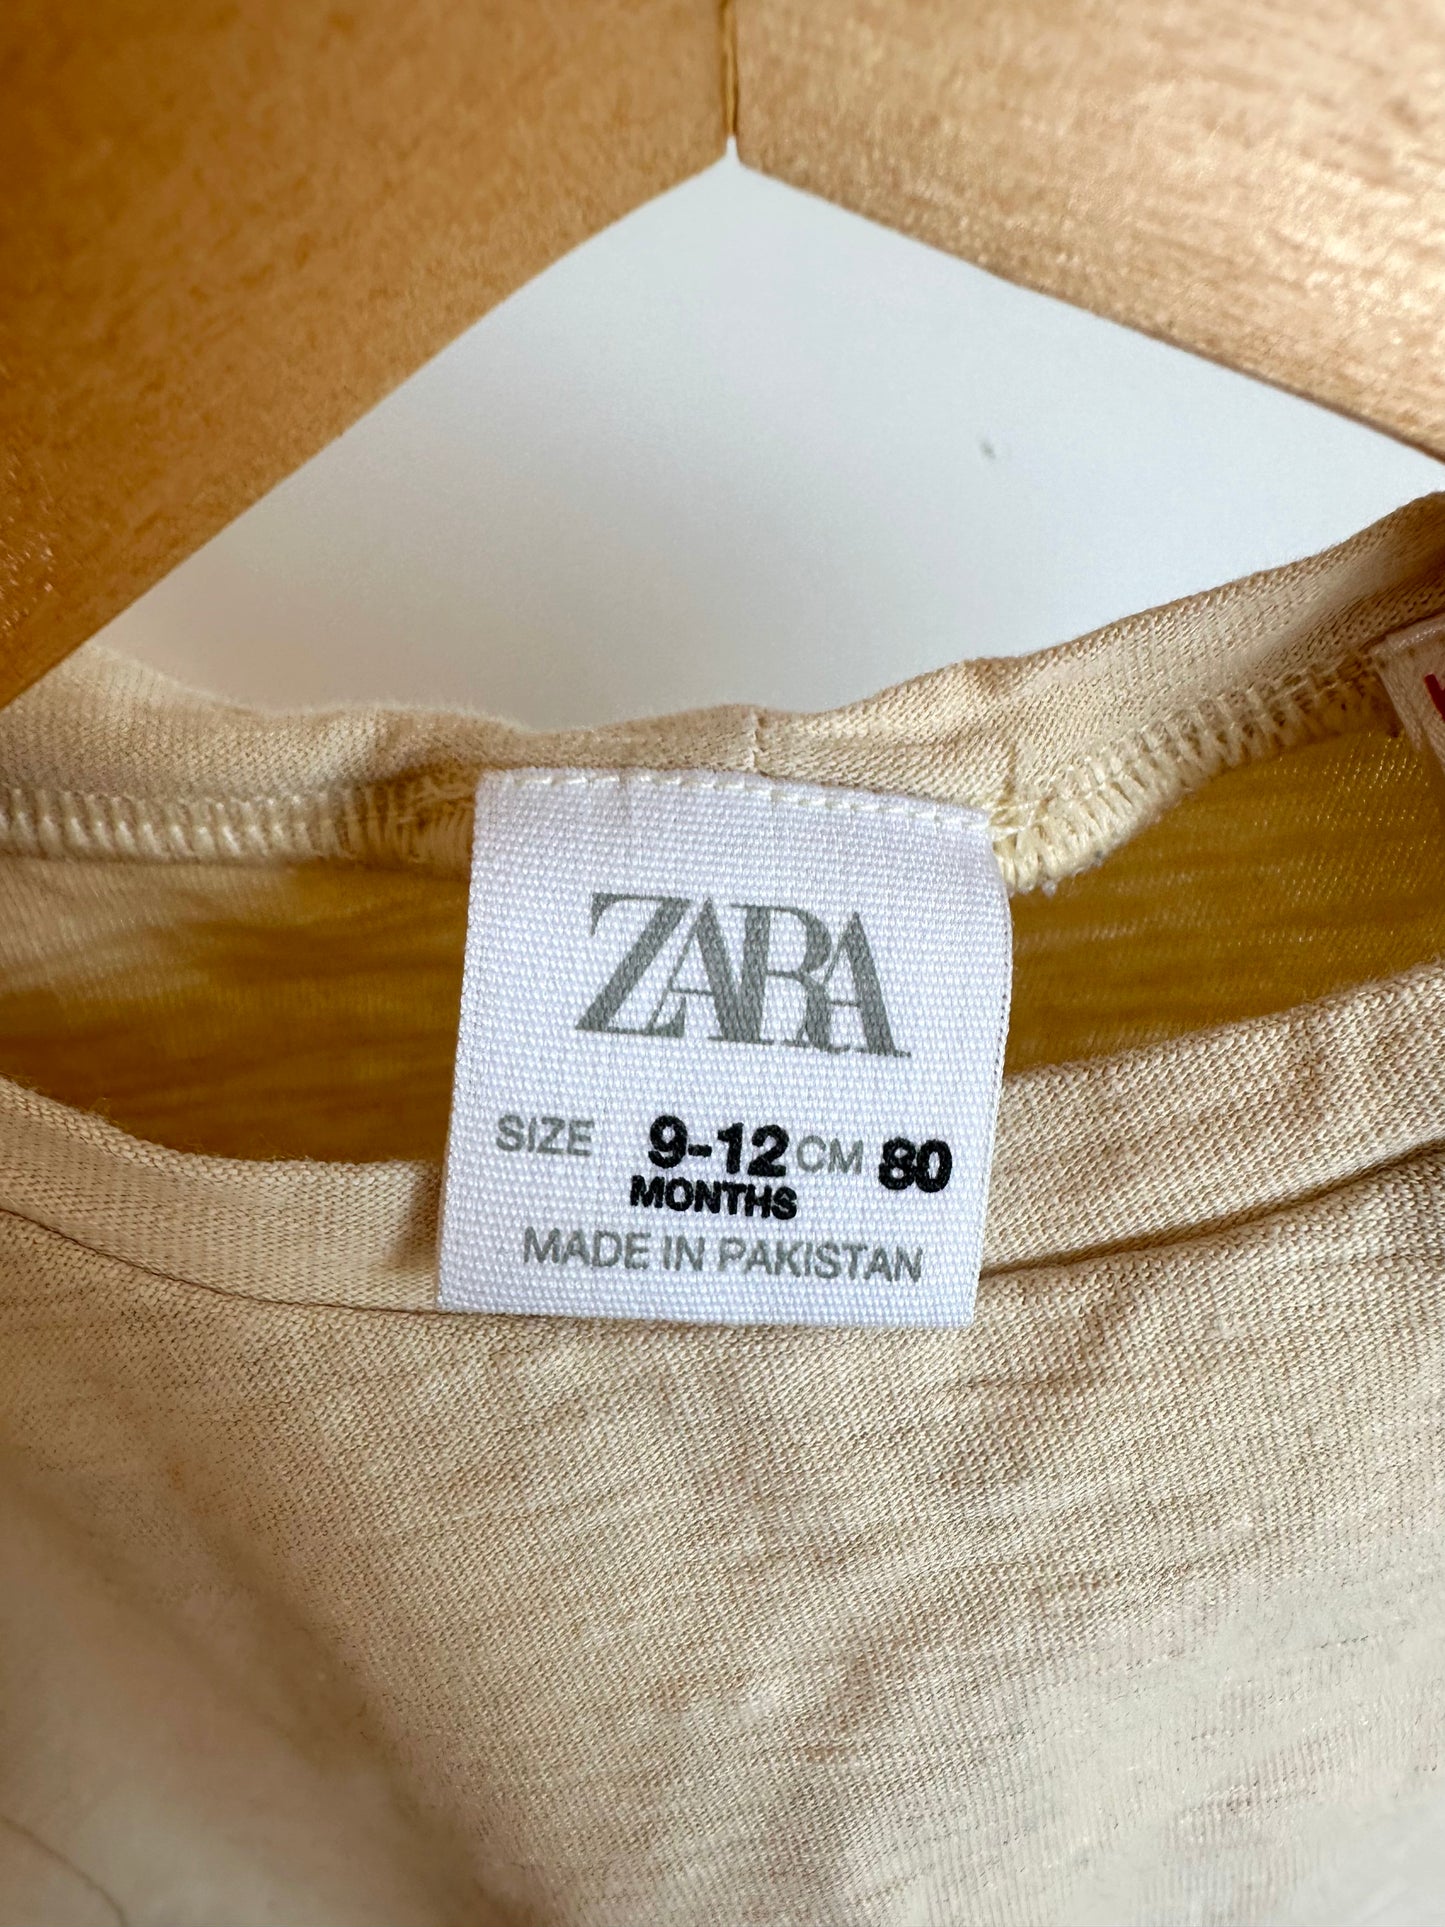 ZARA
SIZE 9-12 CM 80
MONTHS
MADE IN PAKISTAN